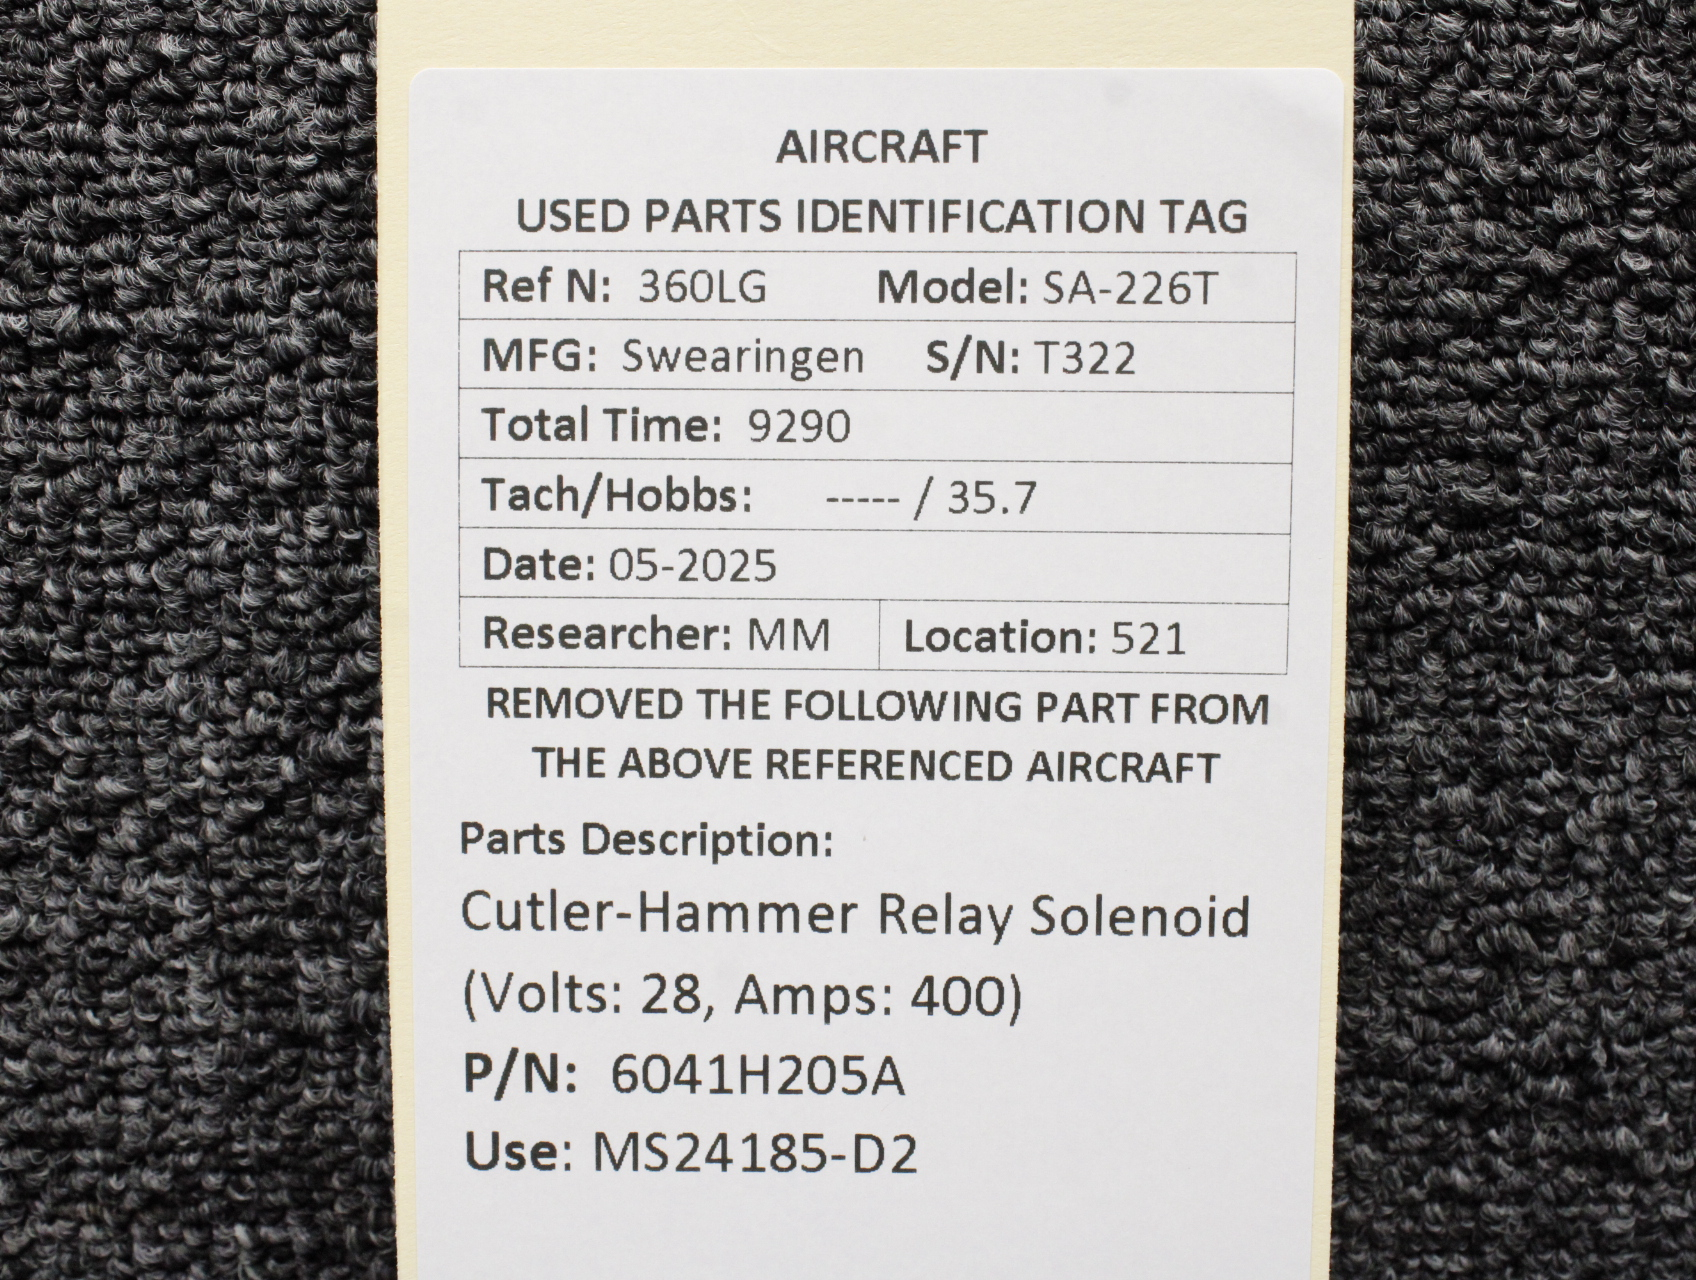 AIRCRAFT
USED PARTS IDENTIFICATION TAG
Ref N: 360LG Model: SA-226T
MFG: Swearingen S/N: T322
Total Time: 9290
Tach/Hobbs: ----- / 35.7
Date: 05-2025
Researcher: MM Location: 521
REMOVED THE FOLLOWING PART FROM
THE ABOVE REFERENCED AIRCRAFT
Parts Description:
Cutler-Hammer Relay Solenoid
(Volts: 28, Amps: 400)
P/N: 6041H205A
Use: MS24185-D2